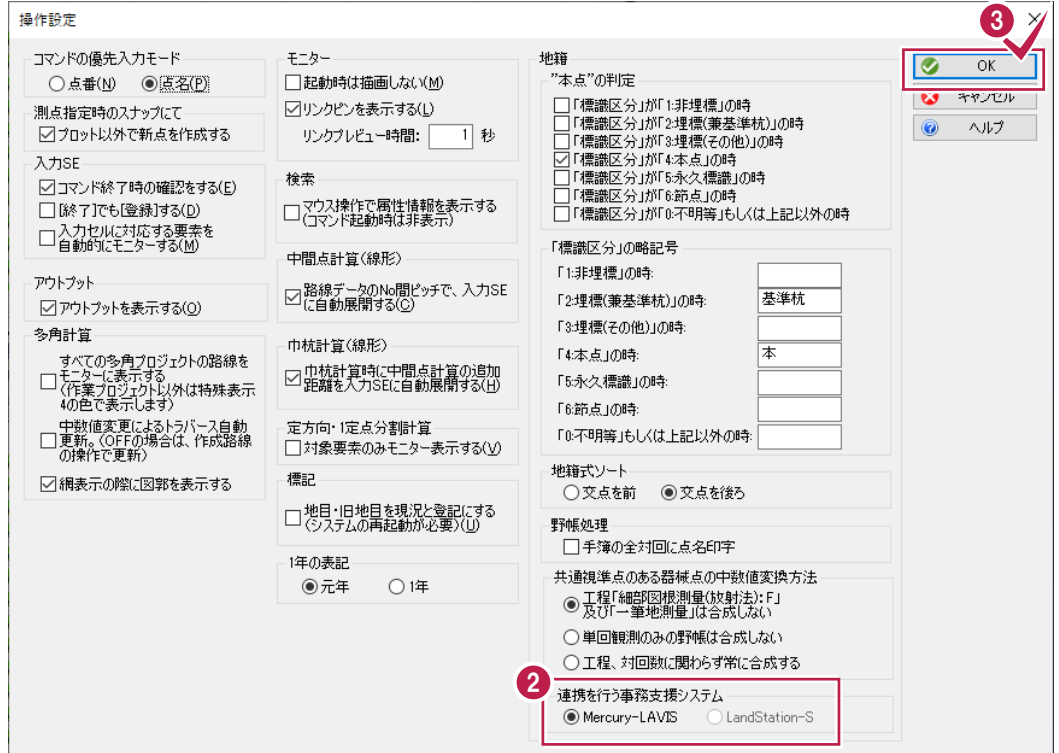 操作設定
3
コマンドの優先入力モード
点番(N) 点名(P)
測点指定時のスナップにて
プロット以外で新点を作成する
入力SE
コマンド終了時の確認をする(E)
[終了]でも[登録]する(D)
入力セルに対応する要素を
自動的にモニターする(M)
アウトプット
アウトプットを表示する(O)
多角計算
すべての多角プロジェクトの路線を
モニターに表示する
(作業プロジェクト以外は特殊表示
4の色で表示します)
中数値変更によるトラバース自動
更新。(OFFの場合は、作成路線
の操作で更新)
網表示の際に図郭を表示する
モニター
起動時は描画しない(M)
リンクピンを表示する(L)
リンクプレビュー時間: 1 秒
検索
マウス操作で属性情報を表示する
(コマンド起動時は非表示)
中間点計算(線形)
路線データのNo間ピッチで、入力SE
に自動展開する(C)
巾杭計算(線形)
巾杭計算時に中間点計算の追加
距離を入力SEに自動展開する(H)
定方向・1定点分割計算
対象要素のみモニター表示する(V)
標記
地目・旧地目を現況と登記にする
(システムの再起動が必要)(U)
1年の表記
元年 1年
地籍
"本点"の判定
「標識区分」が「1:非埋標」の時
「標識区分」が「2:埋標(兼基準杭)」の時
「標識区分」が「3:埋標(その他)」の時
「標識区分」が「4:本点」の時
「標識区分」が「5:永久標識」の時
「標識区分」が「6:節点」の時
「標識区分」が「0:不明等」もしくは上記以外の時
「標識区分」の略記号
「1:非埋標」の時:
「2:埋標(兼基準杭)」の時: 基準杭
「3:埋標(その他)」の時:
「4:本点」の時: 本
「5:永久標識」の時:
「6:節点」の時:
「0:不明等」もしくは上記以外の時:
地籍式ソート
交点を前 交点を後ろ
野帳処理
手簿の全対回に点名印字
共通視準点のある器械点の中数値変換方法
工程「細部図根測量(放射法):F」
及び「一筆地測量」は合成しない
単回観測のみの野帳は合成しない
工程、対回数に関わらず常に合成する
2
連携を行う事務支援システム
Mercury-LAVIS LandStation-S
OK
キャンセル
ヘルプ